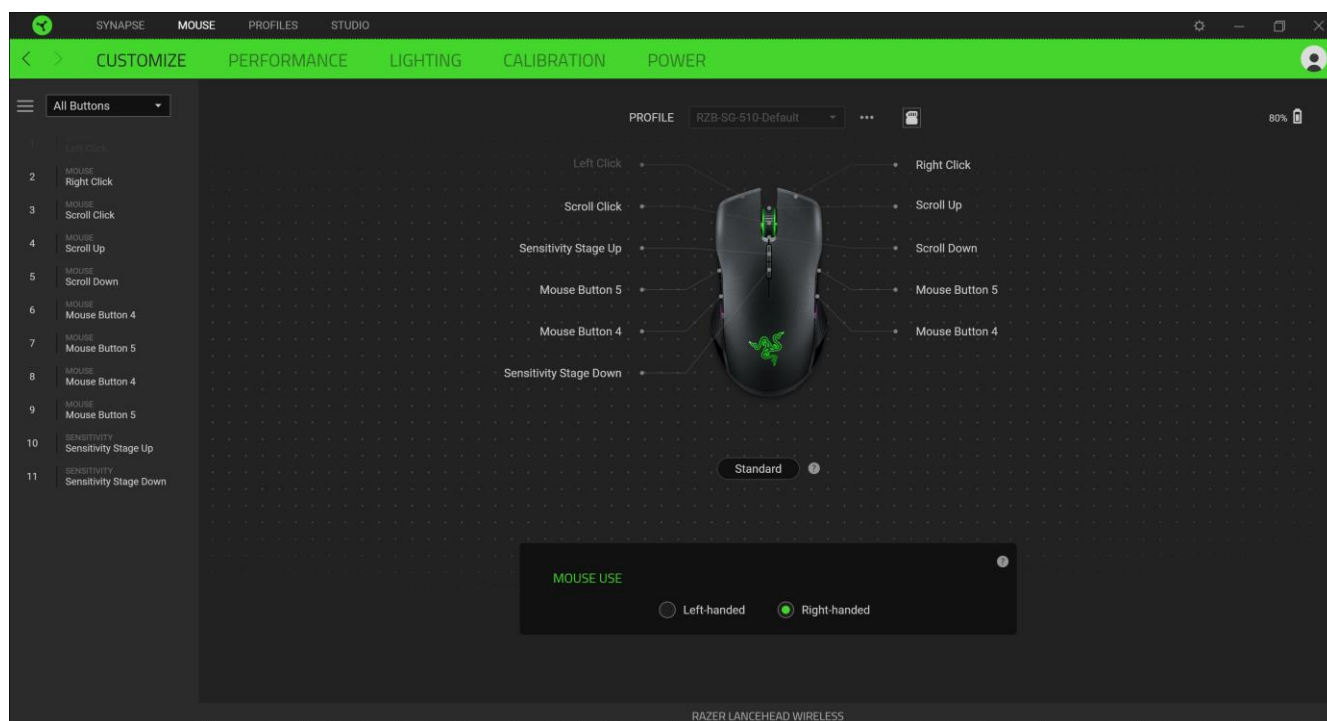 SYNAPSE MOUSE PROFILES STUDIO
CUSTOMIZE PERFORMANCE LIGHTING CALIBRATION POWER
All Buttons
PROFILE RZB-SG-510-Default
80%
1 Left Click
2 MOUSE
Right Click
3 MOUSE
Scroll Click
4 MOUSE
Scroll Up
5 MOUSE
Scroll Down
6 MOUSE
Mouse Button 4
7 MOUSE
Mouse Button 5
8 MOUSE
Mouse Button 4
9 MOUSE
Mouse Button 5
10 SENSITIVITY
Sensitivity Stage Up
11 SENSITIVITY
Sensitivity Stage Down
Left Click
Scroll Click
Sensitivity Stage Up
Mouse Button 5
Mouse Button 4
Sensitivity Stage Down
Right Click
Scroll Up
Scroll Down
Mouse Button 5
Mouse Button 4
Standard ?
MOUSE USE ?
Left-handed Right-handed
RAZER LANCEHEAD WIRELESS